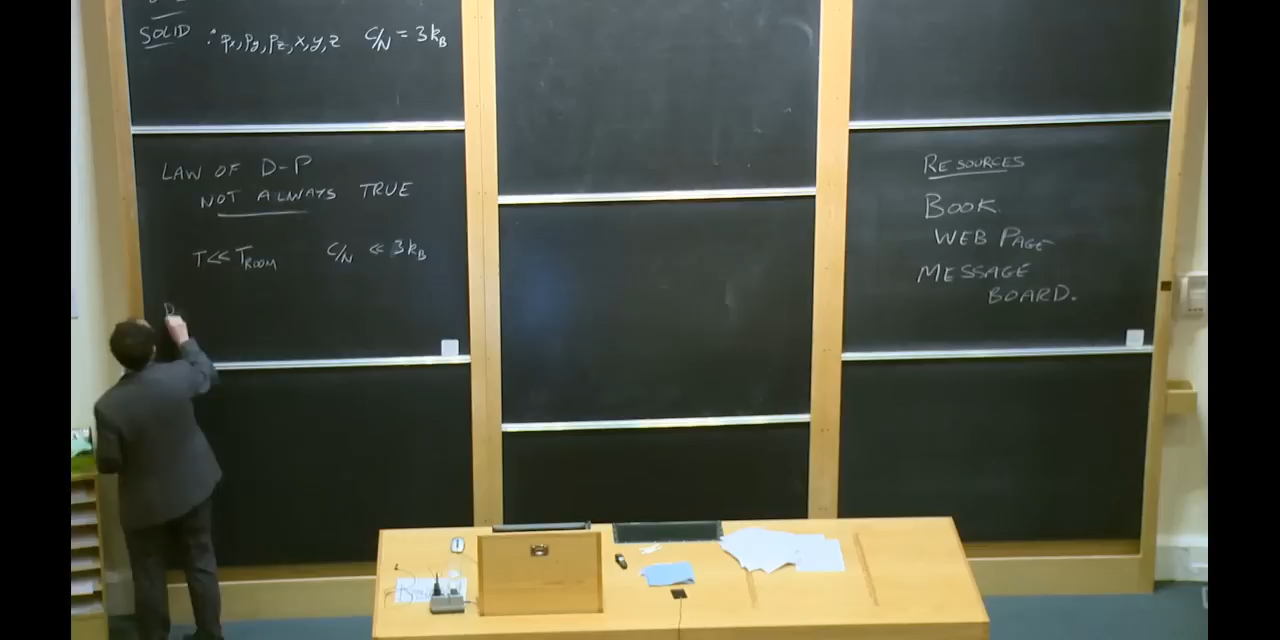 SOLID : px, py, pz, x, y, z C/N = 3kB
LAW OF D-P
NOT ALWAYS TRUE
T << TROOM C/N << 3kB
RESOURCES
BOOK
WEB PAGE
MESSAGE
BOARD.